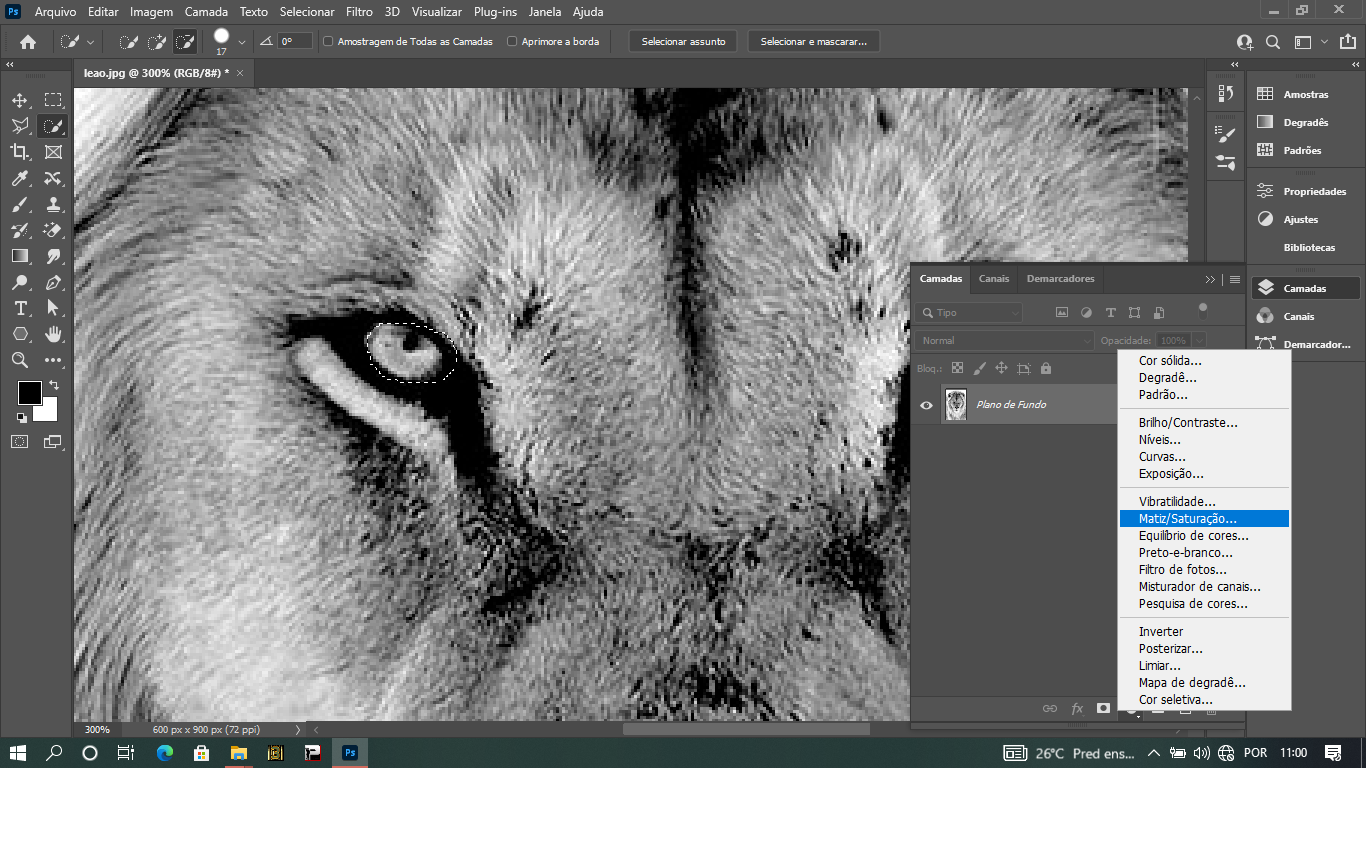 Ps Arquivo Editar Imagem Camada Texto Selecionar Filtro 3D Visualizar Plug-ins Janela Ajuda
17 0° Amostragem de Todas as Camadas Aprimore a borda Selecionar assunto Selecionar e mascarar...
leao.jpg @ 300% (RGB/8#) * ×
Amostras
Degradês
Padrões
Propriedades
Ajustes
Bibliotecas
Camadas
Canais
Demarcador...
Camadas Canais Demarcadores
Tipo
Normal Opacidade: 100%
Bloq.:
Plano de Fundo
Cor sólida...
Degradê...
Padrão...
Brilho/Contraste...
Níveis...
Curvas...
Exposição...
Vibratilidade...
Matiz/Saturação...
Equilíbrio de cores...
Preto-e-branco...
Filtro de fotos...
Misturador de canais...
Pesquisa de cores...
Inverter
Posterizar...
Limiar...
Mapa de degradê...
Cor seletiva...
fx
300% 600 px x 900 px (72 ppi)
Ps 26°C Pred ens... POR 11:00